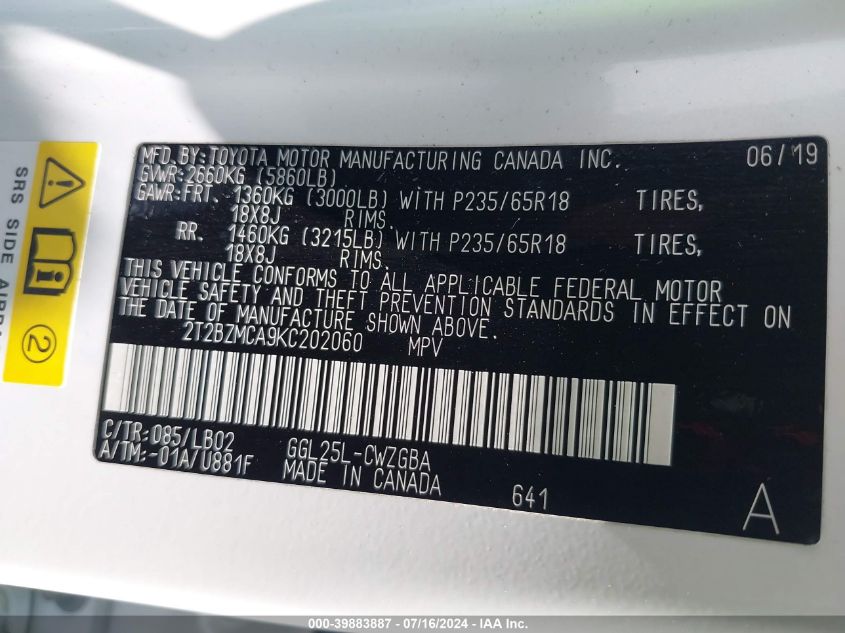 MFD. BY: TOYOTA MOTOR MANUFACTURING CANADA INC. 06/19
GVWR: 2660KG (5860LB)
GAWR: FRT. 1360KG (3000LB) WITH P235/65R18 TIRES,
18X8J RIMS.
RR. 1460KG (3215LB) WITH P235/65R18 TIRES,
18X8J RIMS.
THIS VEHICLE CONFORMS TO ALL APPLICABLE FEDERAL MOTOR
VEHICLE SAFETY AND THEFT PREVENTION STANDARDS IN EFFECT ON
THE DATE OF MANUFACTURE SHOWN ABOVE.
2T2BZMCA9KC202060 MPV
C/TR: 085/LB02 GGL25L-CWZGBA
A/TM: -01A/U881F MADE IN CANADA
641 A
SRS SIDE
2
000-39883887 - 07/16/2024 - IAA Inc.